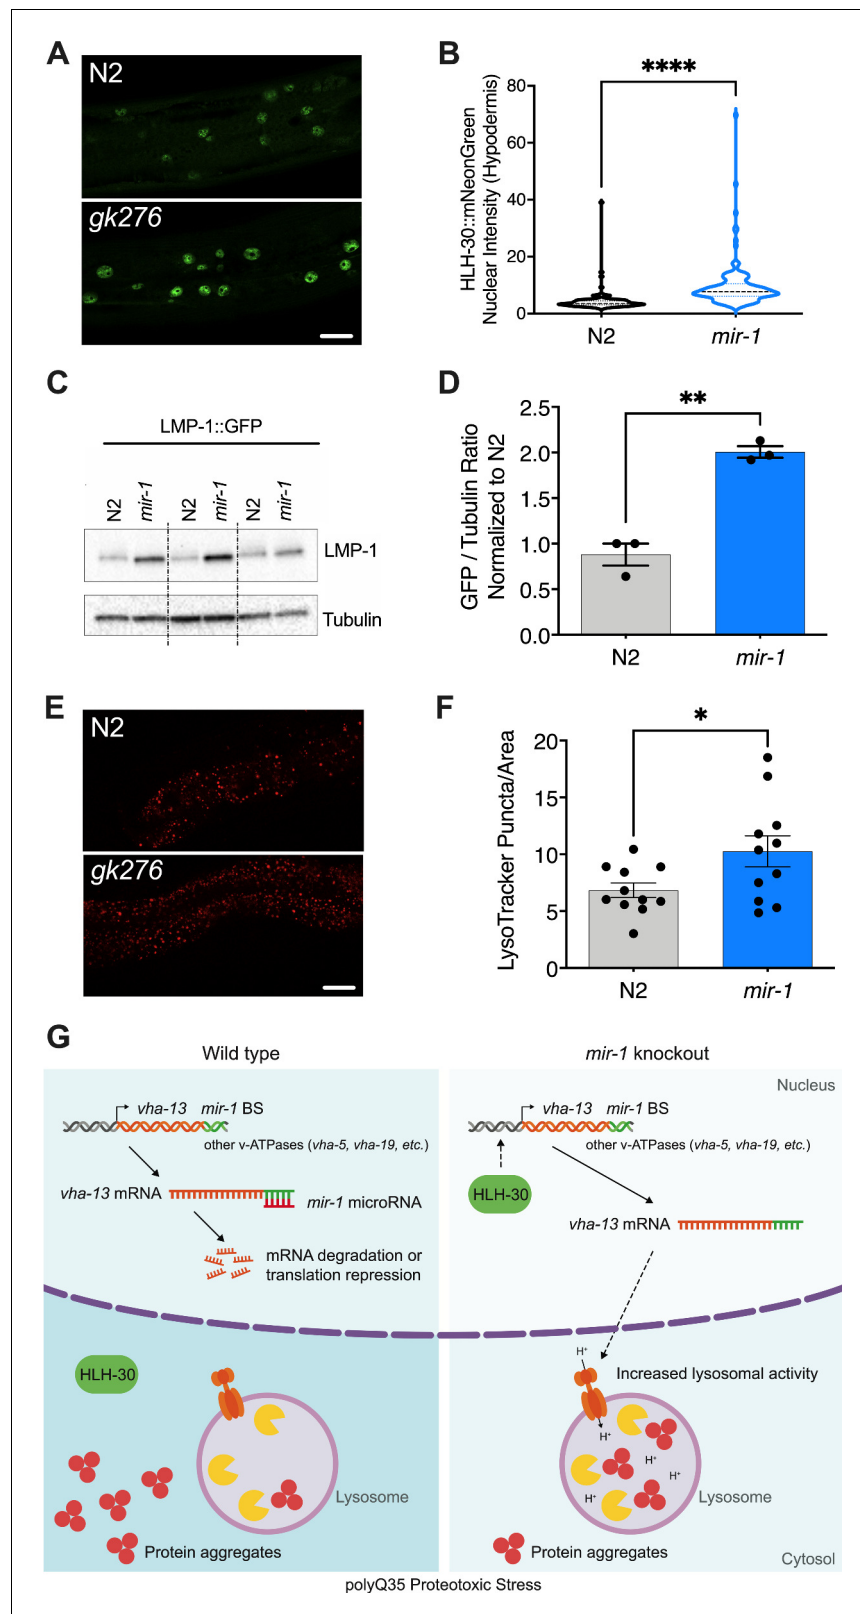 A
N2
gk276
B
****
HLH-30::mNeonGreen
Nuclear Intensity (Hypodermis)
80
60
40
20
0
N2
mir-1
C
LMP-1::GFP
N2
mir-1
N2
mir-1
N2
mir-1
LMP-1
Tubulin
D
**
GFP / Tubulin Ratio
Normalized to N2
2.5
2.0
1.5
1.0
0.5
0.0
N2
mir-1
E
N2
gk276
F
*
LysoTracker Puncta/Area
20
15
10
5
0
N2
mir-1
G
Wild type
vha-13 mir-1 BS
other v-ATPases (vha-5, vha-19, etc.)
vha-13 mRNA
mir-1 microRNA
mRNA degradation or
translation repression
HLH-30
Lysosome
Protein aggregates
mir-1 knockout
Nucleus
vha-13 mir-1 BS
other v-ATPases (vha-5, vha-19, etc.)
HLH-30
vha-13 mRNA
H+
Increased lysosomal activity
H+
H+
H+
H+
Lysosome
Protein aggregates
Cytosol
polyQ35 Proteotoxic Stress